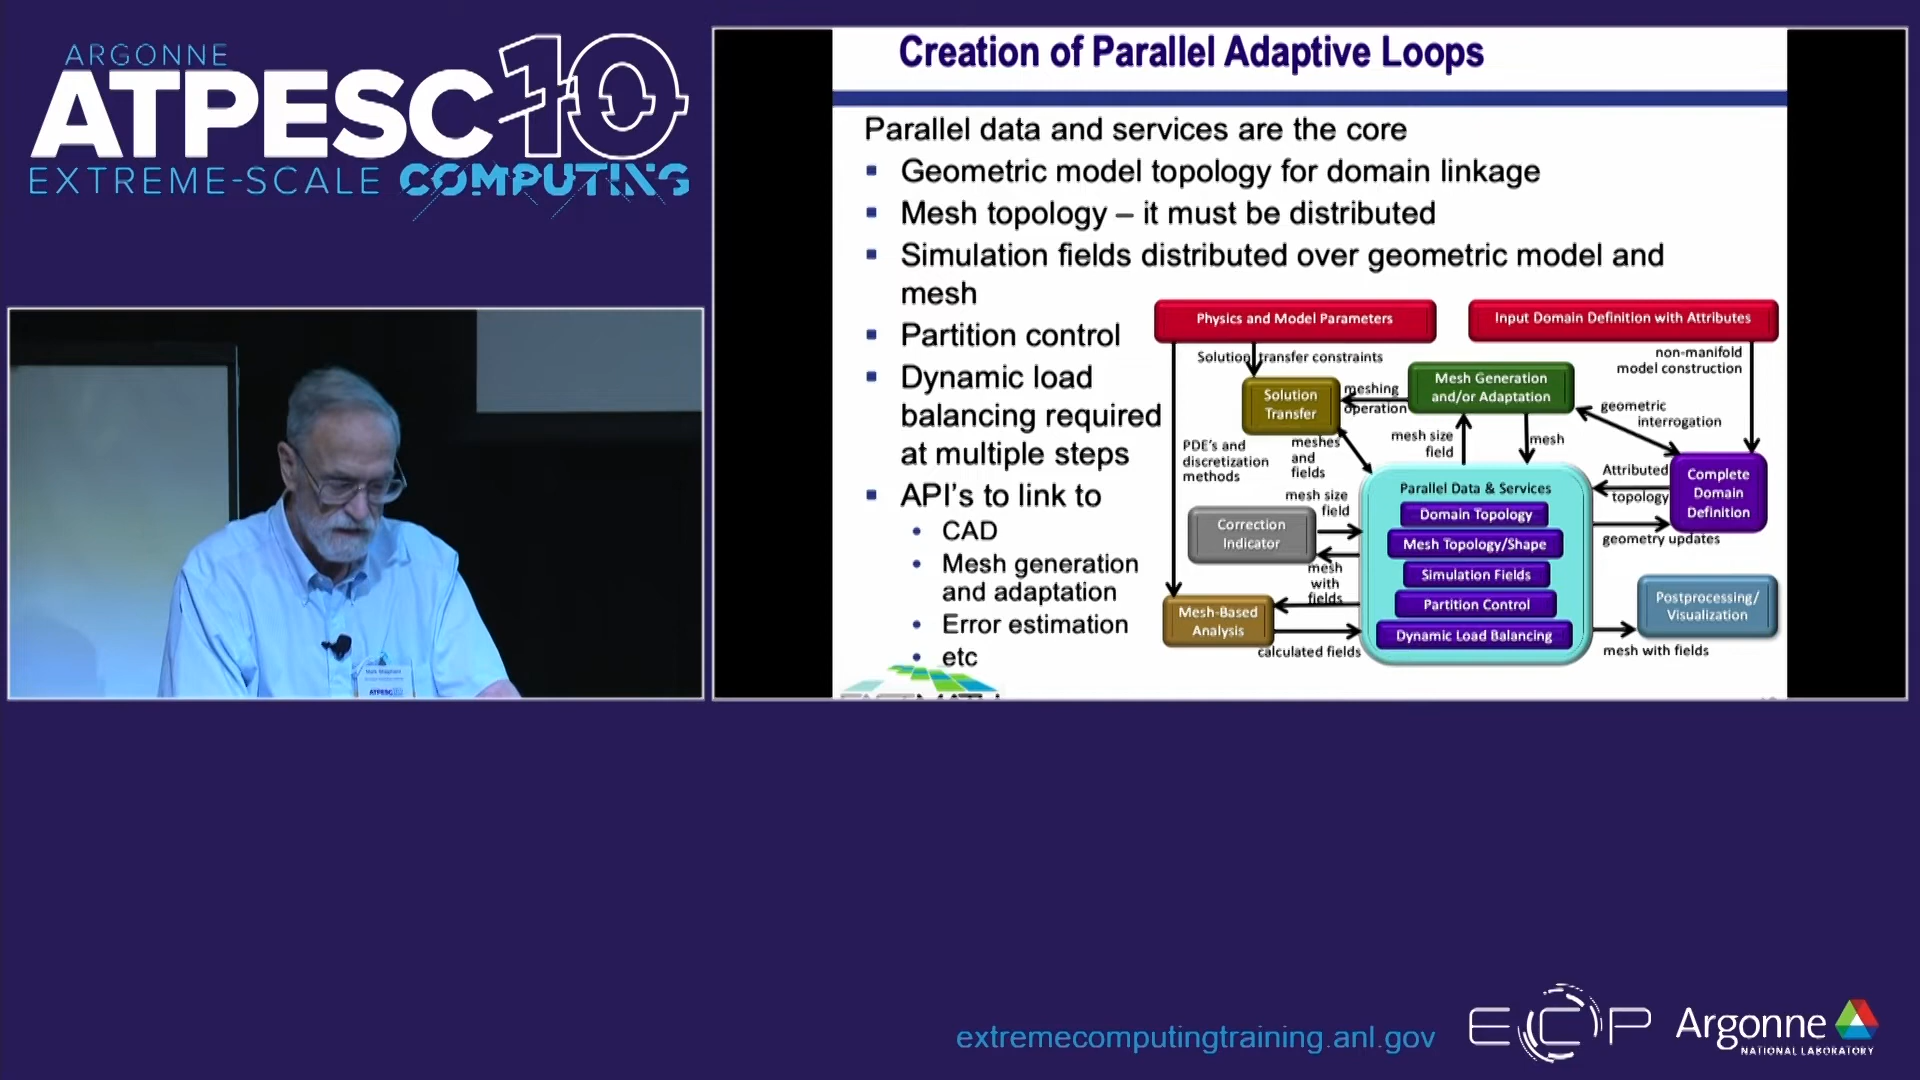 ARGONNE
ATPESC10
EXTREME-SCALE COMPUTING
Creation of Parallel Adaptive Loops
Parallel data and services are the core
Geometric model topology for domain linkage
Mesh topology – it must be distributed
Simulation fields distributed over geometric model and
mesh
Partition control
Dynamic load
balancing required
at multiple steps
API's to link to
CAD
Mesh generation
and adaptation
Error estimation
etc
Physics and Model Parameters
Input Domain Definition with Attributes
Solution transfer constraints
non-manifold
model construction
Solution
Transfer
meshing
operation
Mesh Generation
and/or Adaptation
geometric
interrogation
PDE's and
discretization
methods
meshes
and
fields
mesh size
field
mesh
Attributed
topology
Complete
Domain
Definition
geometry updates
mesh size
field
Correction
Indicator
mesh
with
fields
Parallel Data & Services
Domain Topology
Mesh Topology/Shape
Simulation Fields
Partition Control
Dynamic Load Balancing
Mesh-Based
Analysis
calculated fields
Postprocessing/
Visualization
mesh with fields
ATPESC
extremecomputingtraining.anl.gov
ECP
Argonne
NATIONAL LABORATORY